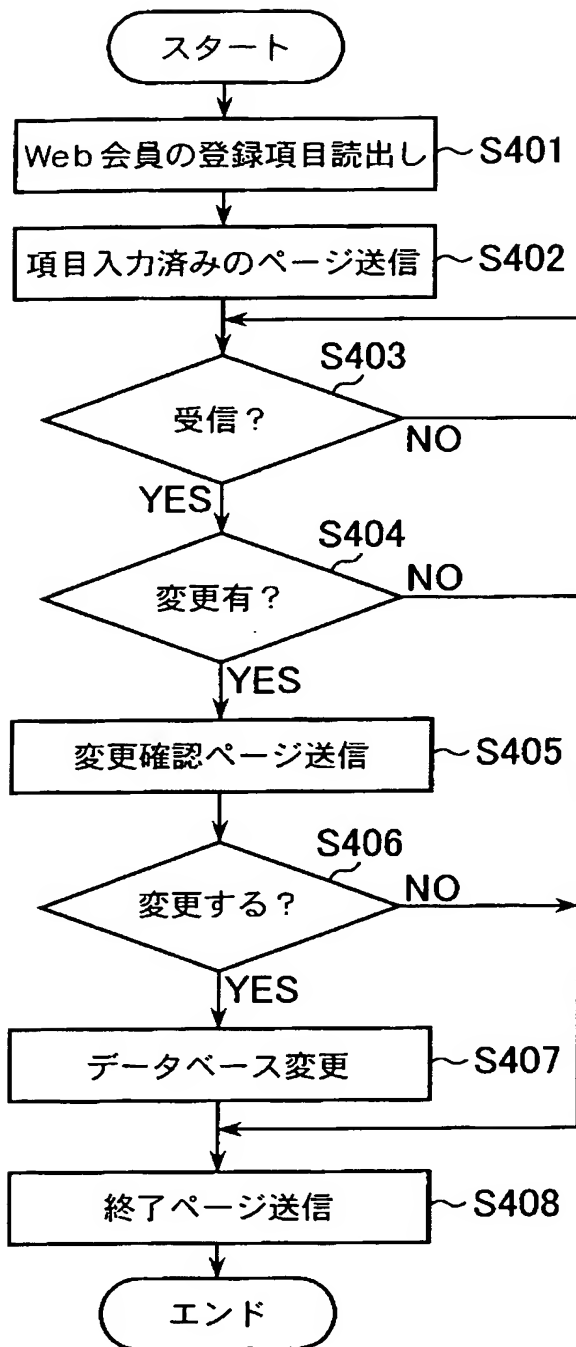 スタート
Web会員の登録項目読出し
S401
項目入力済みのページ送信
S402
S403
受信?
NO
YES
S404
変更有?
NO
YES
変更確認ページ送信
S405
S406
変更する?
NO
YES
データベース変更
S407
終了ページ送信
S408
エンド